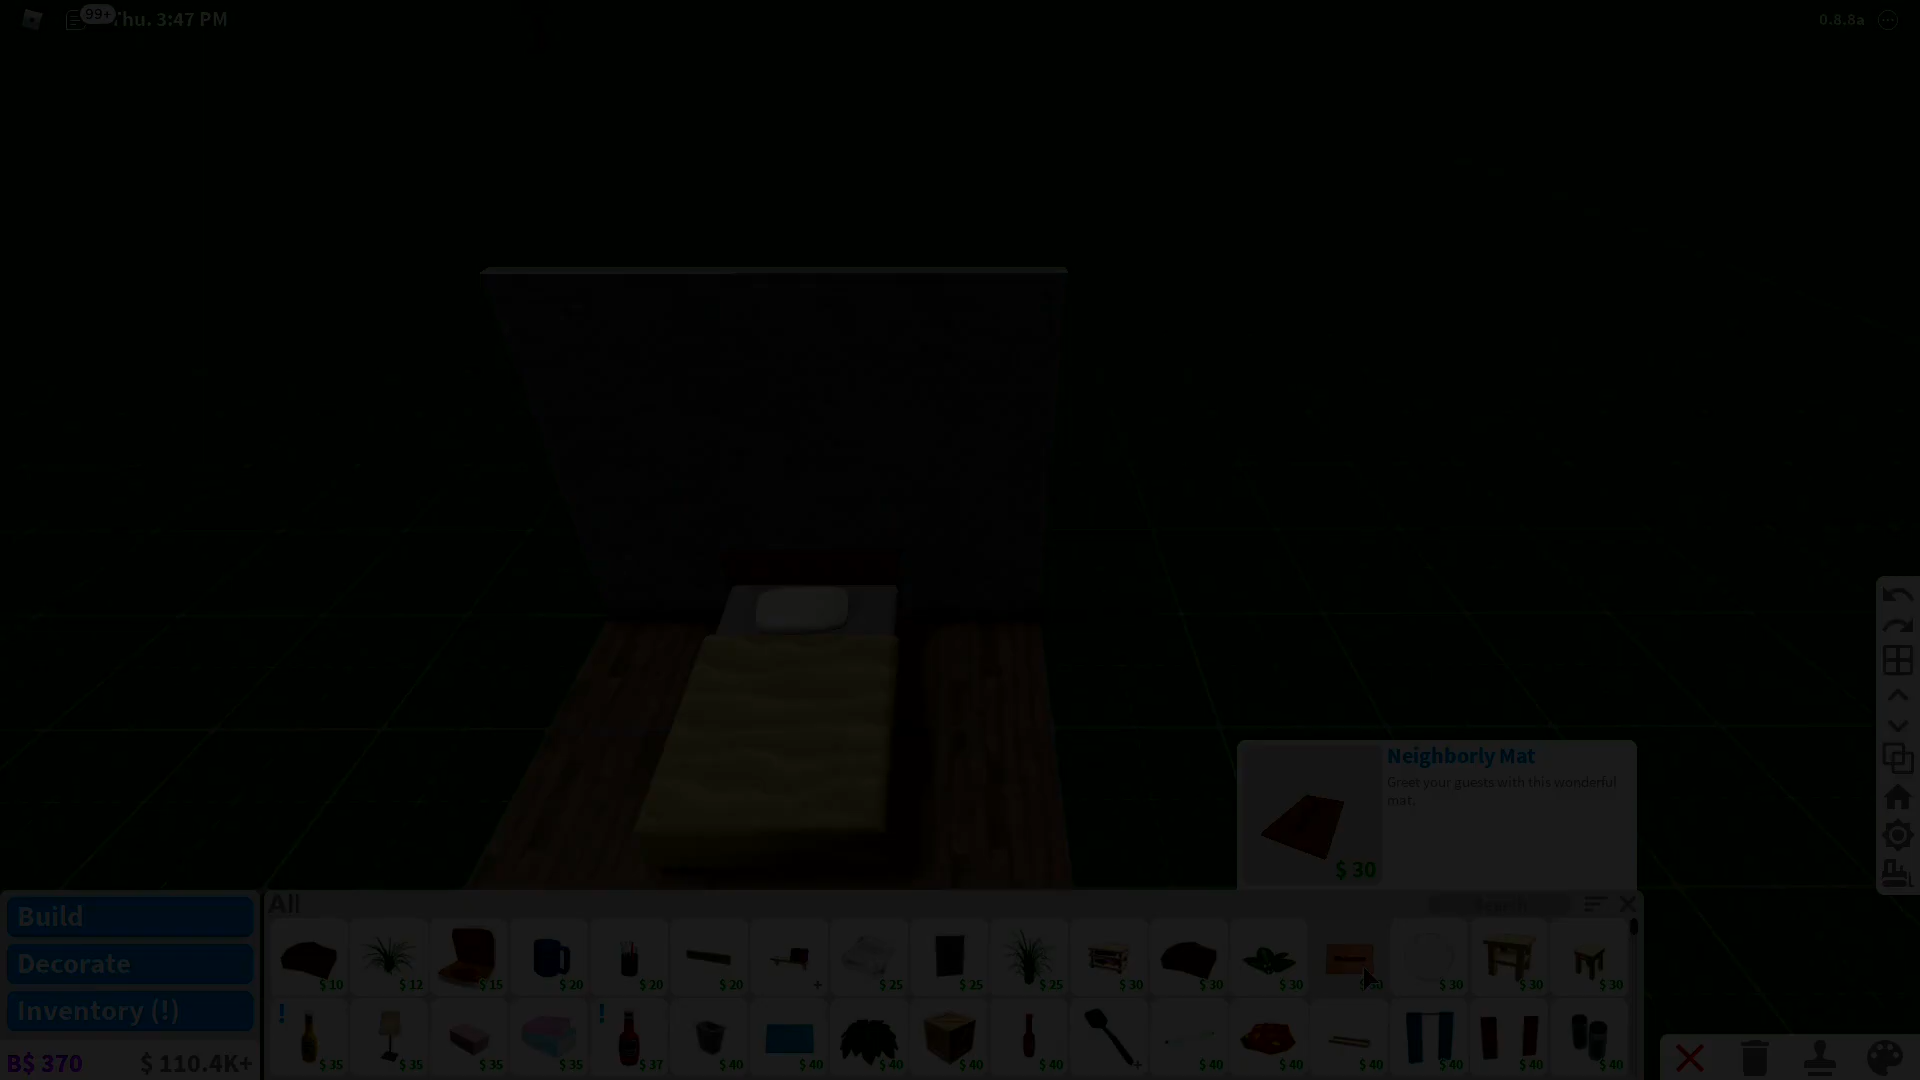 99+ Thu. 3:47 PM
0.8.8a
Neighborly Mat
Greet your guests with this wonderful
mat.
$ 30
Build
Decorate
Inventory (!)
B$ 370 $ 110.4K+
All
Search
$ 10 $ 12 $ 15 $ 20 $ 20 $ 20 + $ 25 $ 25 $ 25 $ 30 $ 30 $ 30 $ 30 $ 30 $ 30 $ 30
! $ 35 $ 35 $ 35 $ 35 ! $ 37 $ 40 $ 40 $ 40 $ 40 $ 40 + $ 40 $ 40 $ 40 $ 40 $ 40 $ 40